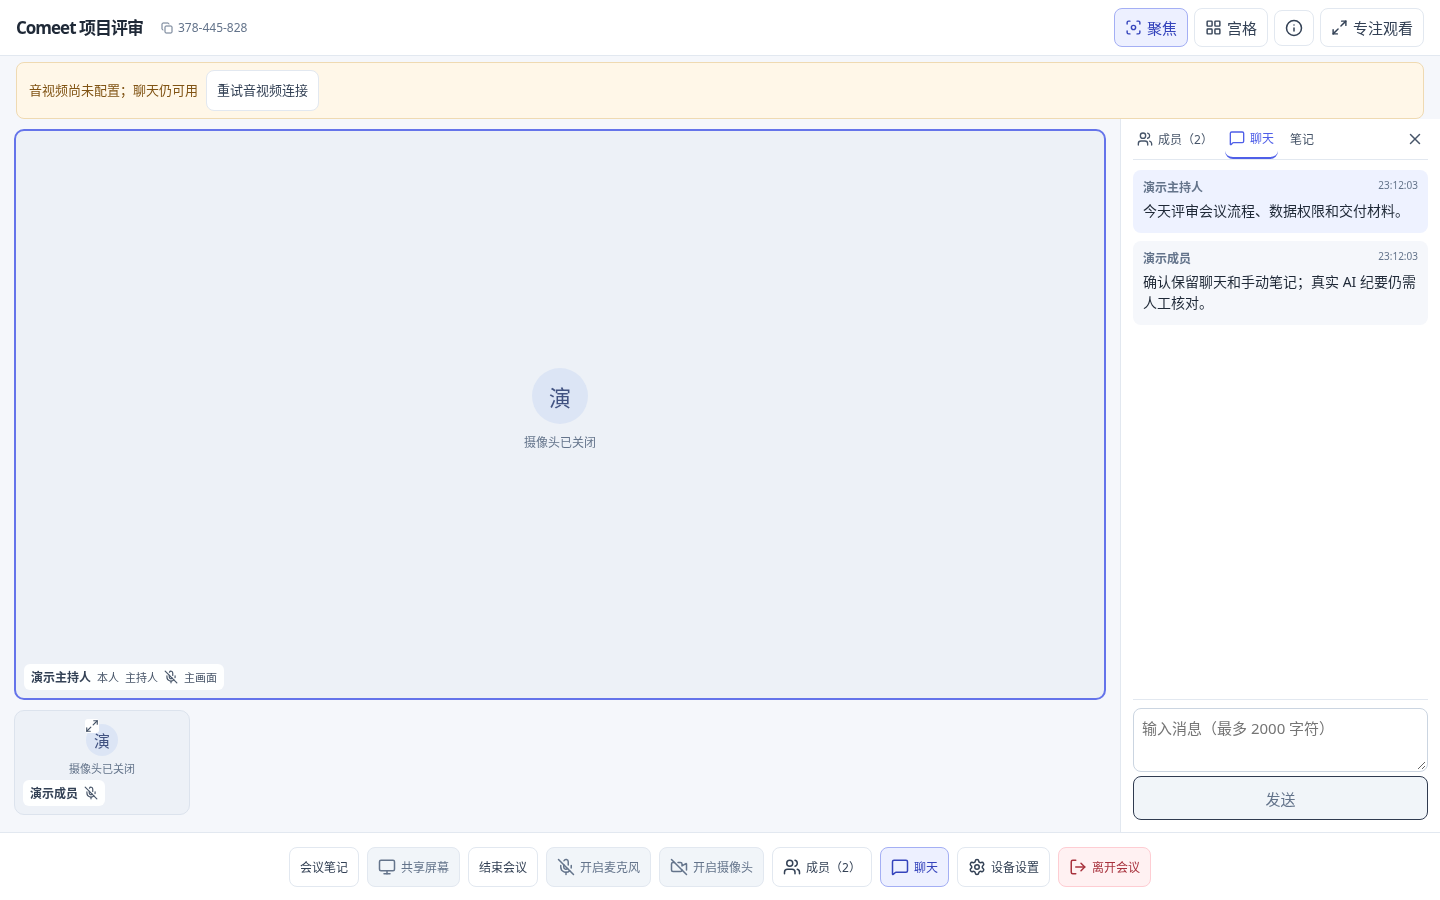 Comeet 项目评审
378-445-828
聚焦
宫格
专注观看
音视频尚未配置；聊天仍可用
重试音视频连接
演
摄像头已关闭
演示主持人 本人 主持人 主画面
演
摄像头已关闭
演示成员
成员（2）
聊天
笔记
演示主持人
23:12:03
今天评审会议流程、数据权限和交付材料。
演示成员
23:12:03
确认保留聊天和手动笔记；真实 AI 纪要仍需
人工核对。
输入消息（最多 2000 字符）
发送
会议笔记
共享屏幕
结束会议
开启麦克风
开启摄像头
成员（2）
聊天
设备设置
离开会议